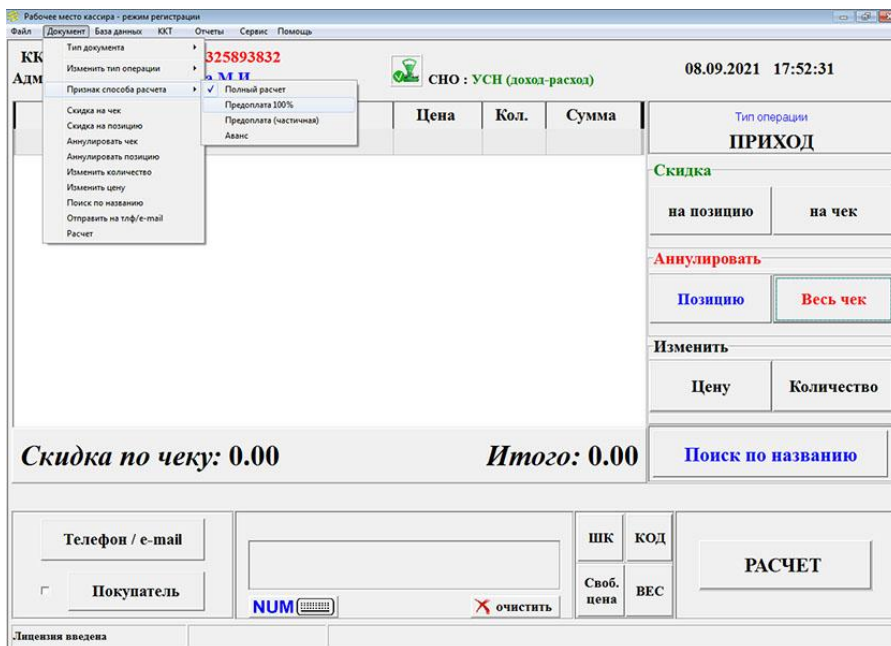 Рабочее место кассира - режим регистрации
Файл Документ База данных ККТ Отчеты Сервис Помощь
Тип документа
Изменить тип операции
Признак способа расчета
Скидка на чек
Скидка на позицию
Аннулировать чек
Аннулировать позицию
Изменить количество
Изменить цену
Поиск по названию
Отправить на тлф/e-mail
Расчет
✓ Полный расчет
Предоплата 100%
Предоплата (частичная)
Аванс
КК 325893832
Адм а М.И.
СНО : УСН (доход-расход)
08.09.2021 17:52:31
Цена Кол. Сумма
Тип операции
ПРИХОД
Скидка
на позицию на чек
Аннулировать
Позицию Весь чек
Изменить
Цену Количество
Скидка по чеку: 0.00 Итого: 0.00
Поиск по названию
Телефон / e-mail
Покупатель
NUM
очистить
ШК КОД
Своб. цена
ВЕС
РАСЧЕТ
Лицензия введена